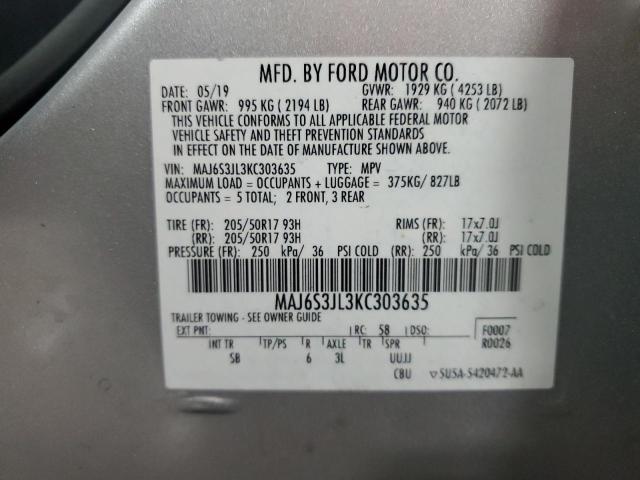 MFD. BY FORD MOTOR CO.
DATE: 05/19 GVWR: 1929 KG ( 4253 LB)
FRONT GAWR: 995 KG ( 2194 LB) REAR GAWR: 940 KG ( 2072 LB)
THIS VEHICLE CONFORMS TO ALL APPLICABLE FEDERAL MOTOR
VEHICLE SAFETY AND THEFT PREVENTION STANDARDS
IN EFFECT ON THE DATE OF MANUFACTURE SHOWN ABOVE.
VIN: MAJ6S3JL3KC303635 TYPE: MPV
MAXIMUM LOAD = OCCUPANTS + LUGGAGE = 375KG/ 827LB
OCCUPANTS = 5 TOTAL; 2 FRONT, 3 REAR
TIRE (FR): 205/50R17 93H RIMS (FR): 17x7.0J
(RR): 205/50R17 93H (RR): 17x7.0J
PRESSURE (FR): 250 kPa/ 36 PSI COLD (RR): 250 kPa/ 36 PSI COLD
MAJ6S3JL3KC303635
TRAILER TOWING - SEE OWNER GUIDE
EXT PNT: RC: 58 DSO: F0007
INT TR TP/PS R AXLE TR SPR R0026
SB 6 3L UUJJ
CBU ▽5U5A-5420472-AA